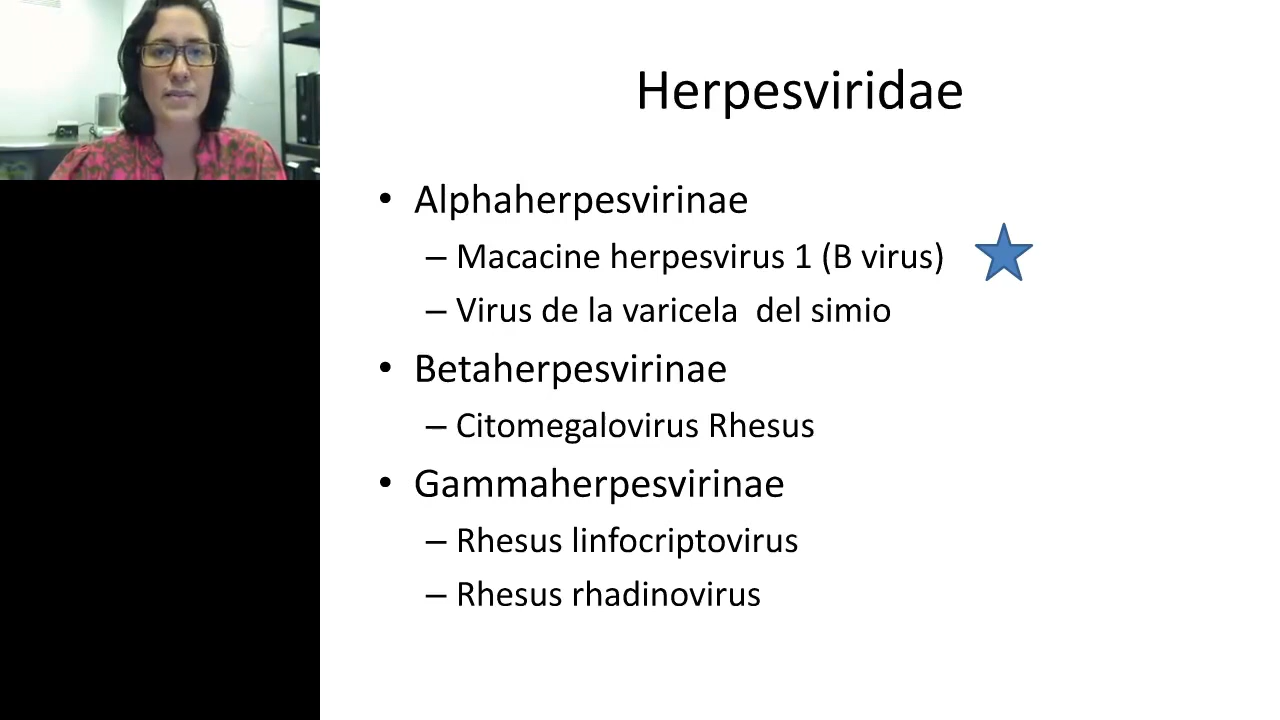 Herpesviridae
• Alphaherpesvirinae
– Macacine herpesvirus 1 (B virus)
– Virus de la varicela  del simio
• Betaherpesvirinae
– Citomegalovirus Rhesus
• Gammaherpesvirinae
– Rhesus linfocriptovirus
– Rhesus rhadinovirus